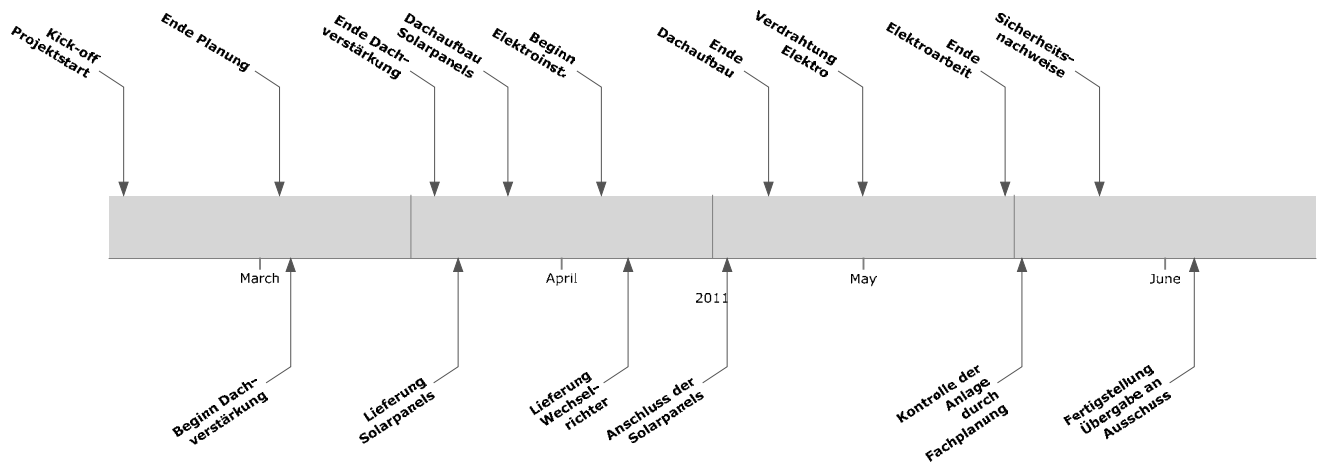 Kick-off
Projektstart
Ende Planung
Ende Dach-
verstärkung
Dachaufbau
Solarpanels
Beginn
Elektroinst.
Ende
Dachaufbau
Verdrahtung
Elektro
Ende
Elektroarbeit
Sicherheits-
nachweise
March
April
May
June
2011
Beginn Dach-
verstärkung
Lieferung
Solarpanels
Lieferung
Wechsel-
richter
Anschluss der
Solarpanels
Kontrolle der
Anlage
durch
Fachplanung
Fertigstellung
Übergabe an
Ausschuss